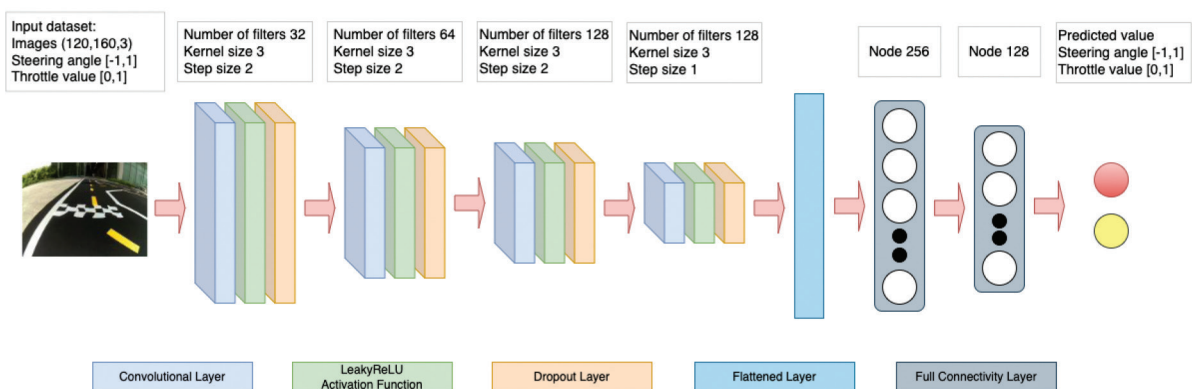 Input dataset:
Images (120,160,3)
Steering angle [-1,1]
Throttle value [0,1]
Number of filters 32
Kernel size 3
Step size 2
Number of filters 64
Kernel size 3
Step size 2
Number of filters 128
Kernel size 3
Step size 2
Number of filters 128
Kernel size 3
Step size 1
Node 256
Node 128
Predicted value
Steering angle [-1,1]
Throttle value [0,1]
Convolutional Layer
LeakyReLU
Activation Function
Dropout Layer
Flattened Layer
Full Connectivity Layer